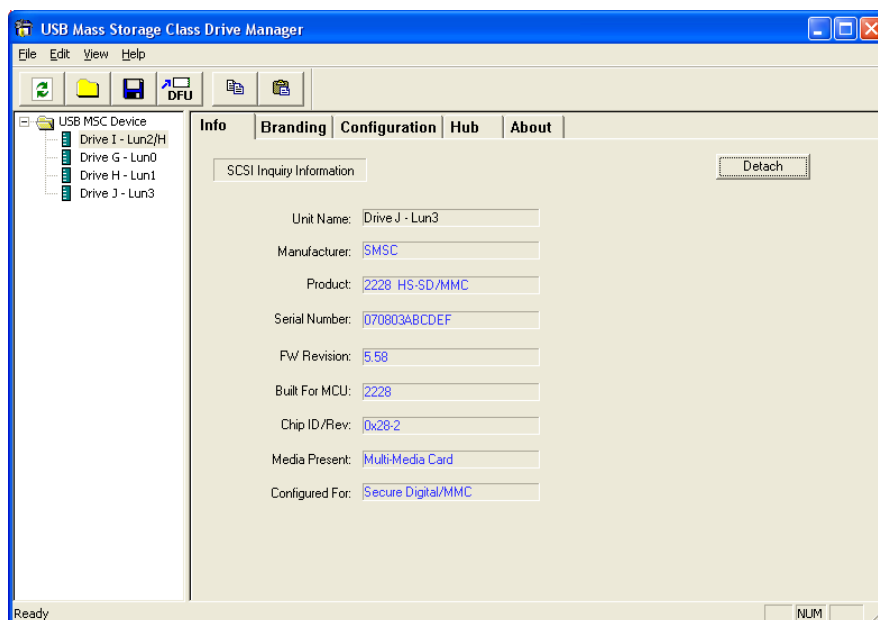 USB Mass Storage Class Drive Manager
File Edit View Help
DFU
USB MSC Device
Drive I - Lun2/H
Drive G - Lun0
Drive H - Lun1
Drive J - Lun3
Info Branding Configuration Hub About
SCSI Inquiry Information
Detach
Unit Name: Drive J - Lun3
Manufacturer: SMSC
Product: 2228 HS-SD/MMC
Serial Number: 070803ABCDEF
FW Revision: 5.58
Built For MCU: 2228
Chip ID/Rev: 0x28-2
Media Present: Multi-Media Card
Configured For: Secure Digital/MMC
Ready
NUM